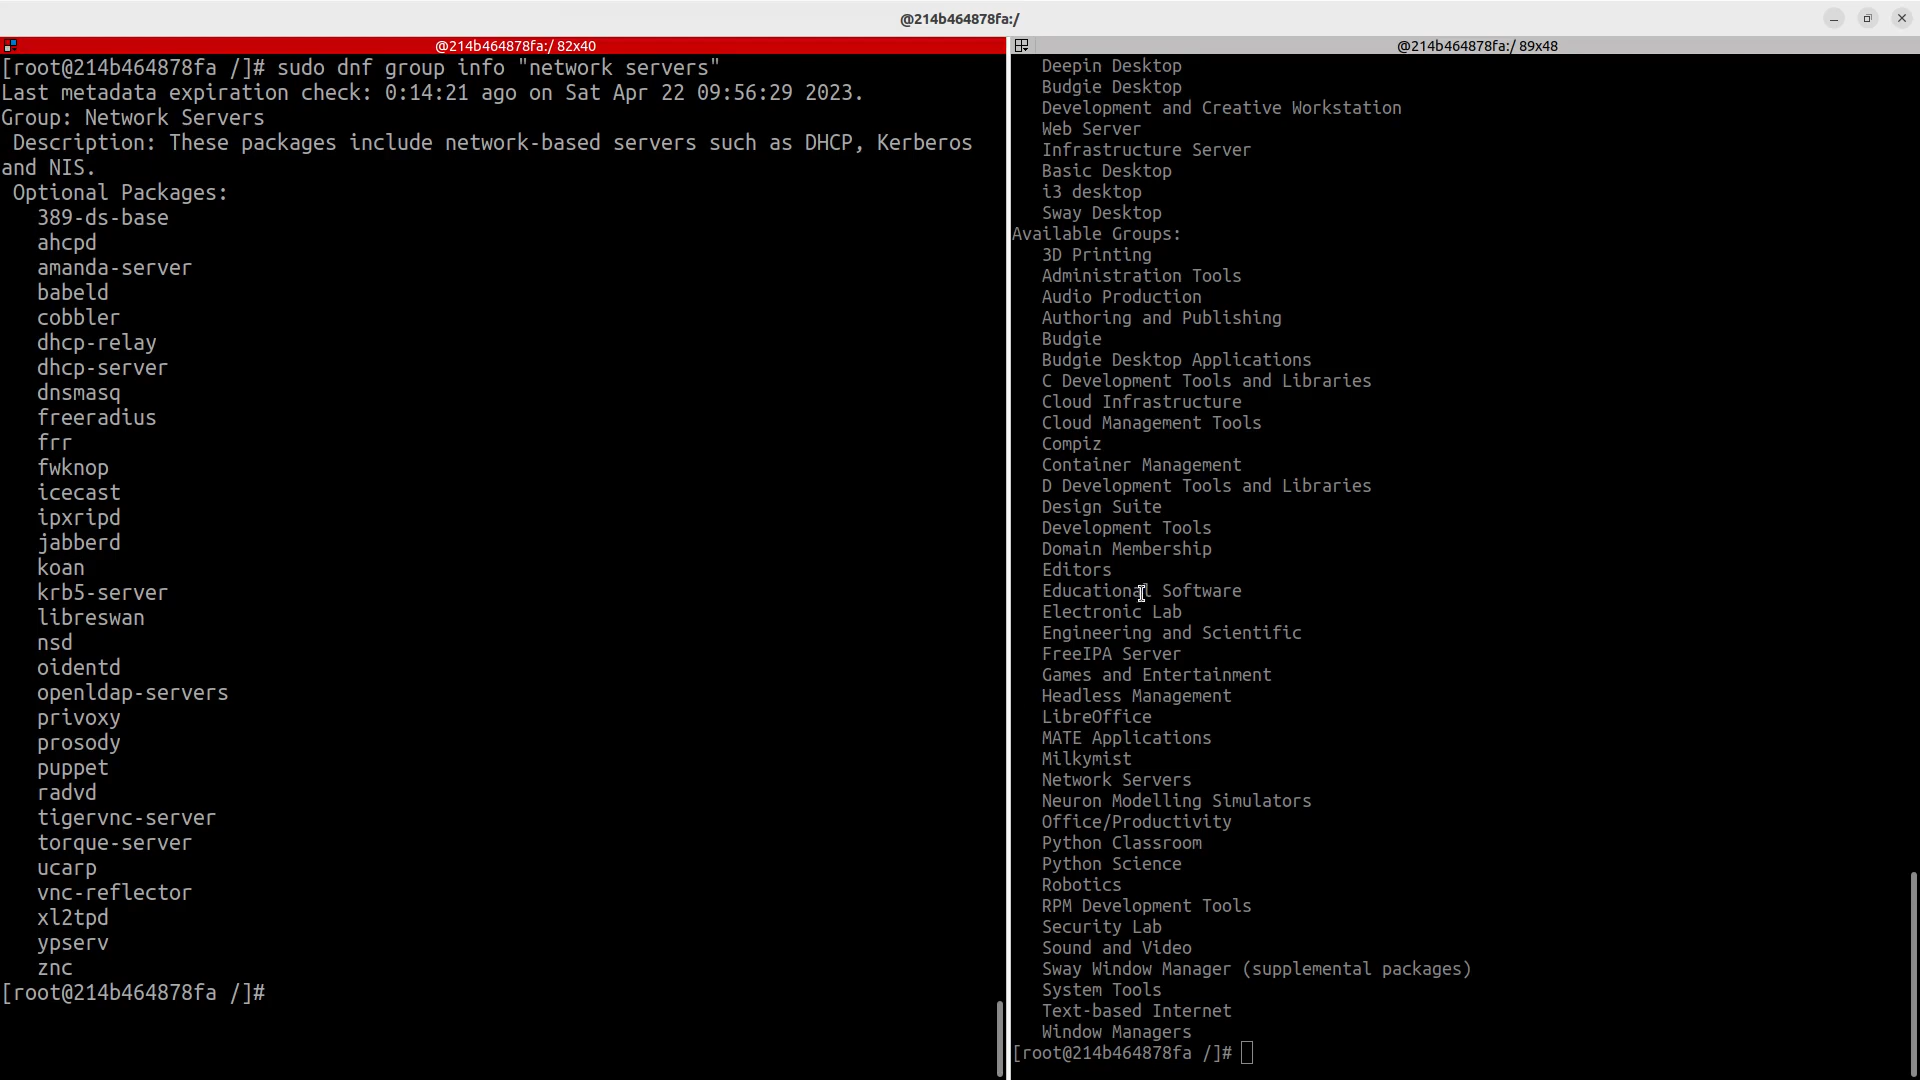 @214b464878fa:/
@214b464878fa:/ 82x40
[root@214b464878fa /]# sudo dnf group info "network servers"
Last metadata expiration check: 0:14:21 ago on Sat Apr 22 09:56:29 2023.
Group: Network Servers
Description: These packages include network-based servers such as DHCP, Kerberos
and NIS.
Optional Packages:
389-ds-base
ahcpd
amanda-server
babeld
cobbler
dhcp-relay
dhcp-server
dnsmasq
freeradius
frr
fwknop
icecast
ipxripd
jabberd
koan
krb5-server
libreswan
nsd
oidentd
openldap-servers
privoxy
prosody
puppet
radvd
tigervnc-server
torque-server
ucarp
vnc-reflector
xl2tpd
ypserv
znc
[root@214b464878fa /]#
@214b464878fa:/ 89x48
Deepin Desktop
Budgie Desktop
Development and Creative Workstation
Web Server
Infrastructure Server
Basic Desktop
i3 desktop
Sway Desktop
Available Groups:
3D Printing
Administration Tools
Audio Production
Authoring and Publishing
Budgie
Budgie Desktop Applications
C Development Tools and Libraries
Cloud Infrastructure
Cloud Management Tools
Compiz
Container Management
D Development Tools and Libraries
Design Suite
Development Tools
Domain Membership
Editors
Educational Software
Electronic Lab
Engineering and Scientific
FreeIPA Server
Games and Entertainment
Headless Management
LibreOffice
MATE Applications
Milkymist
Network Servers
Neuron Modelling Simulators
Office/Productivity
Python Classroom
Python Science
Robotics
RPM Development Tools
Security Lab
Sound and Video
Sway Window Manager (supplemental packages)
System Tools
Text-based Internet
Window Managers
[root@214b464878fa /]#